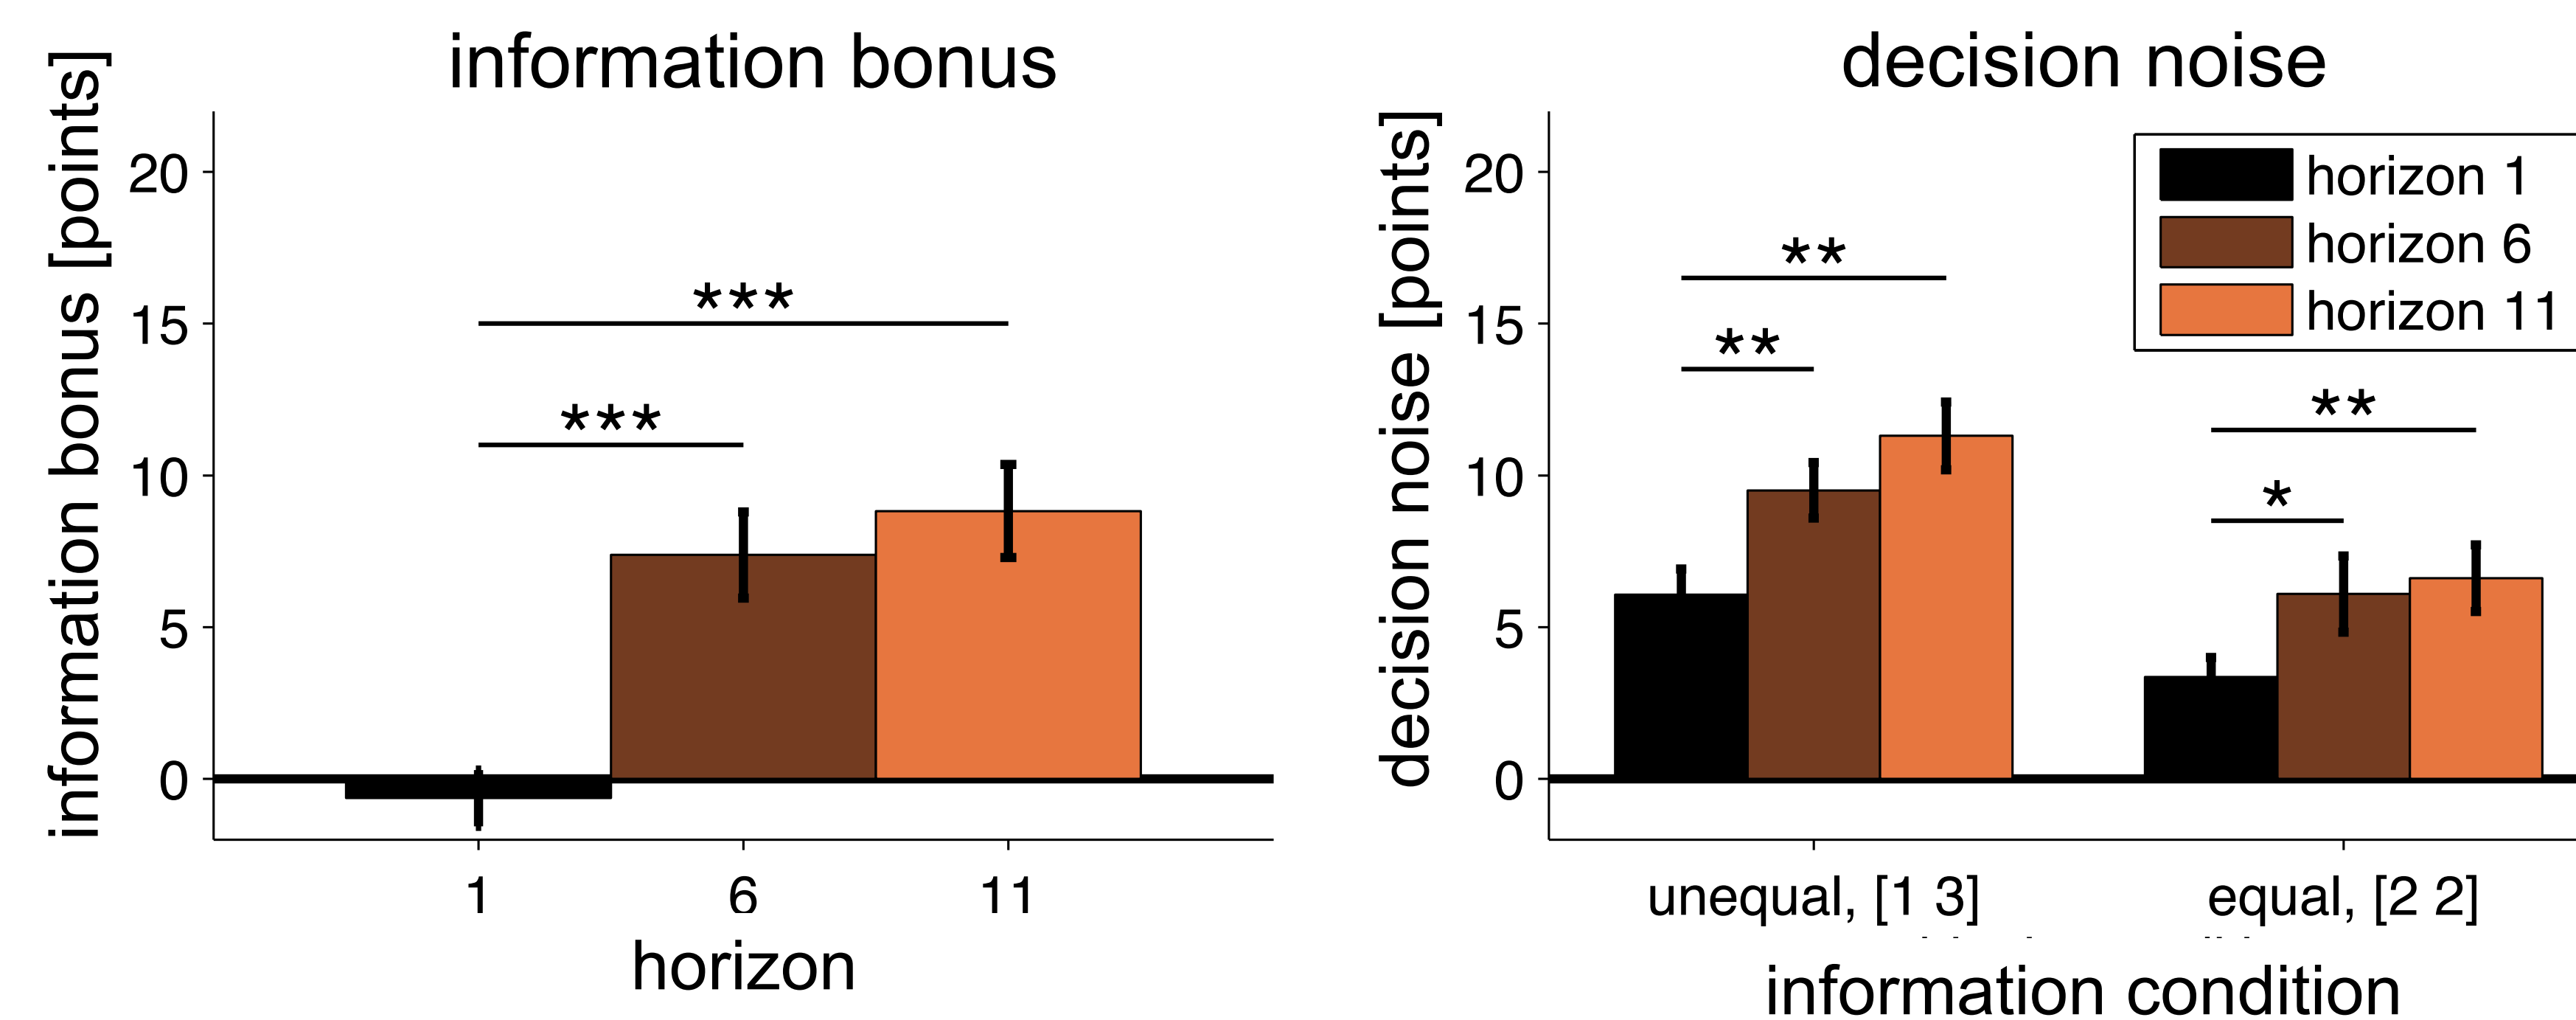 information bonus
information bonus [points]
20
15
10
5
0
***
***
1
6
11
horizon
decision noise
decision noise [points]
20
15
10
5
0
horizon 1
horizon 6
horizon 11
**
**
**
*
unequal, [1 3]
equal, [2 2]
information condition